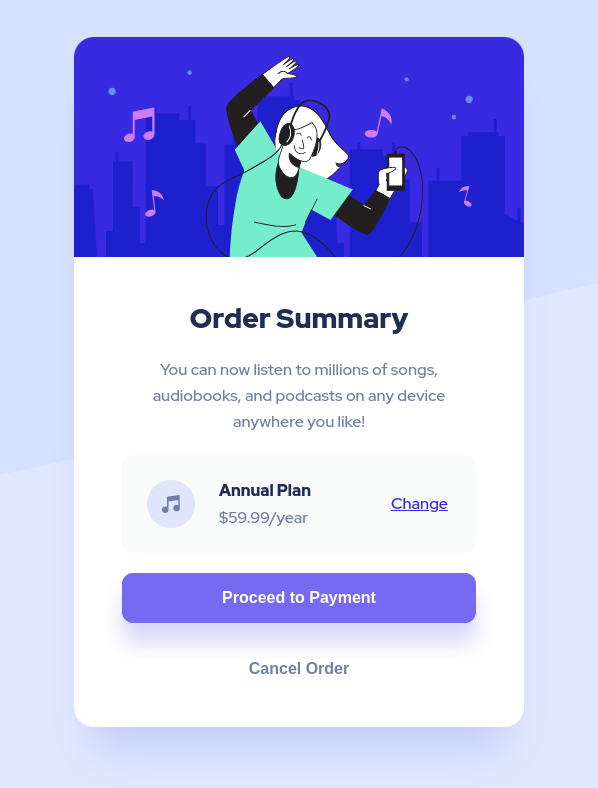 Order Summary
You can now listen to millions of songs,
audiobooks, and podcasts on any device
anywhere you like!
Annual Plan
$59.99/year
Change
Proceed to Payment
Cancel Order